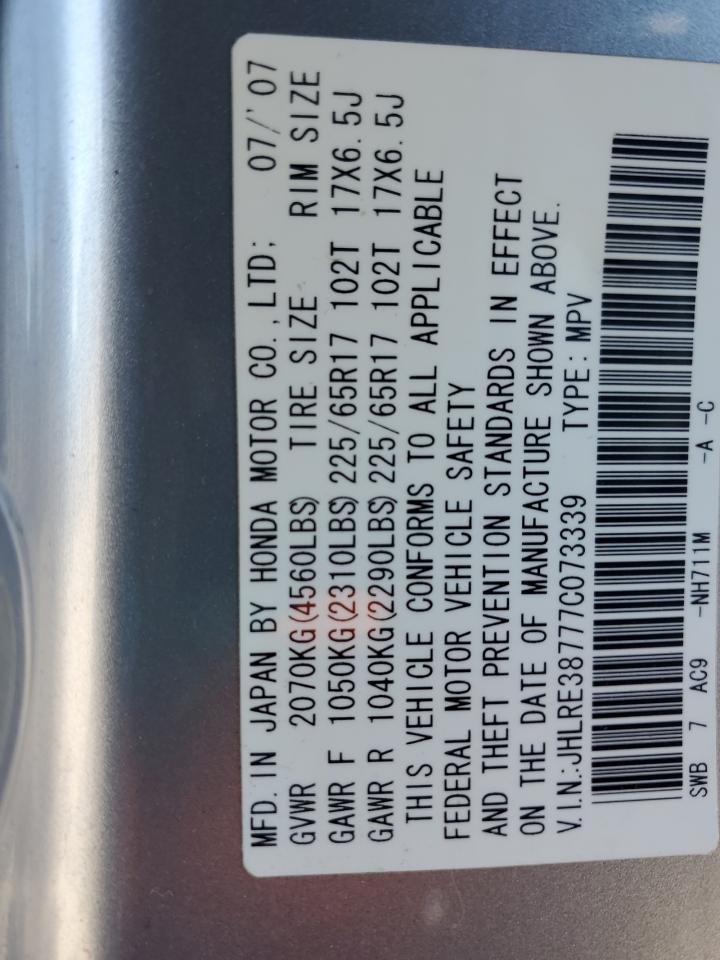 MFD. IN JAPAN BY HONDA MOTOR CO., LTD; 07/'07
GVWR 2070KG(4560LBS) TIRE SIZE RIM SIZE
GAWR F 1050KG(2310LBS) 225/65R17 102T 17X6.5J
GAWR R 1040KG(2290LBS) 225/65R17 102T 17X6.5J
THIS VEHICLE CONFORMS TO ALL APPLICABLE
FEDERAL MOTOR VEHICLE SAFETY
AND THEFT PREVENTION STANDARDS IN EFFECT
ON THE DATE OF MANUFACTURE SHOWN ABOVE.
V.I.N.:JHLRE38777C073339 TYPE: MPV
SWB 7 AC9 -NH711M -A -C